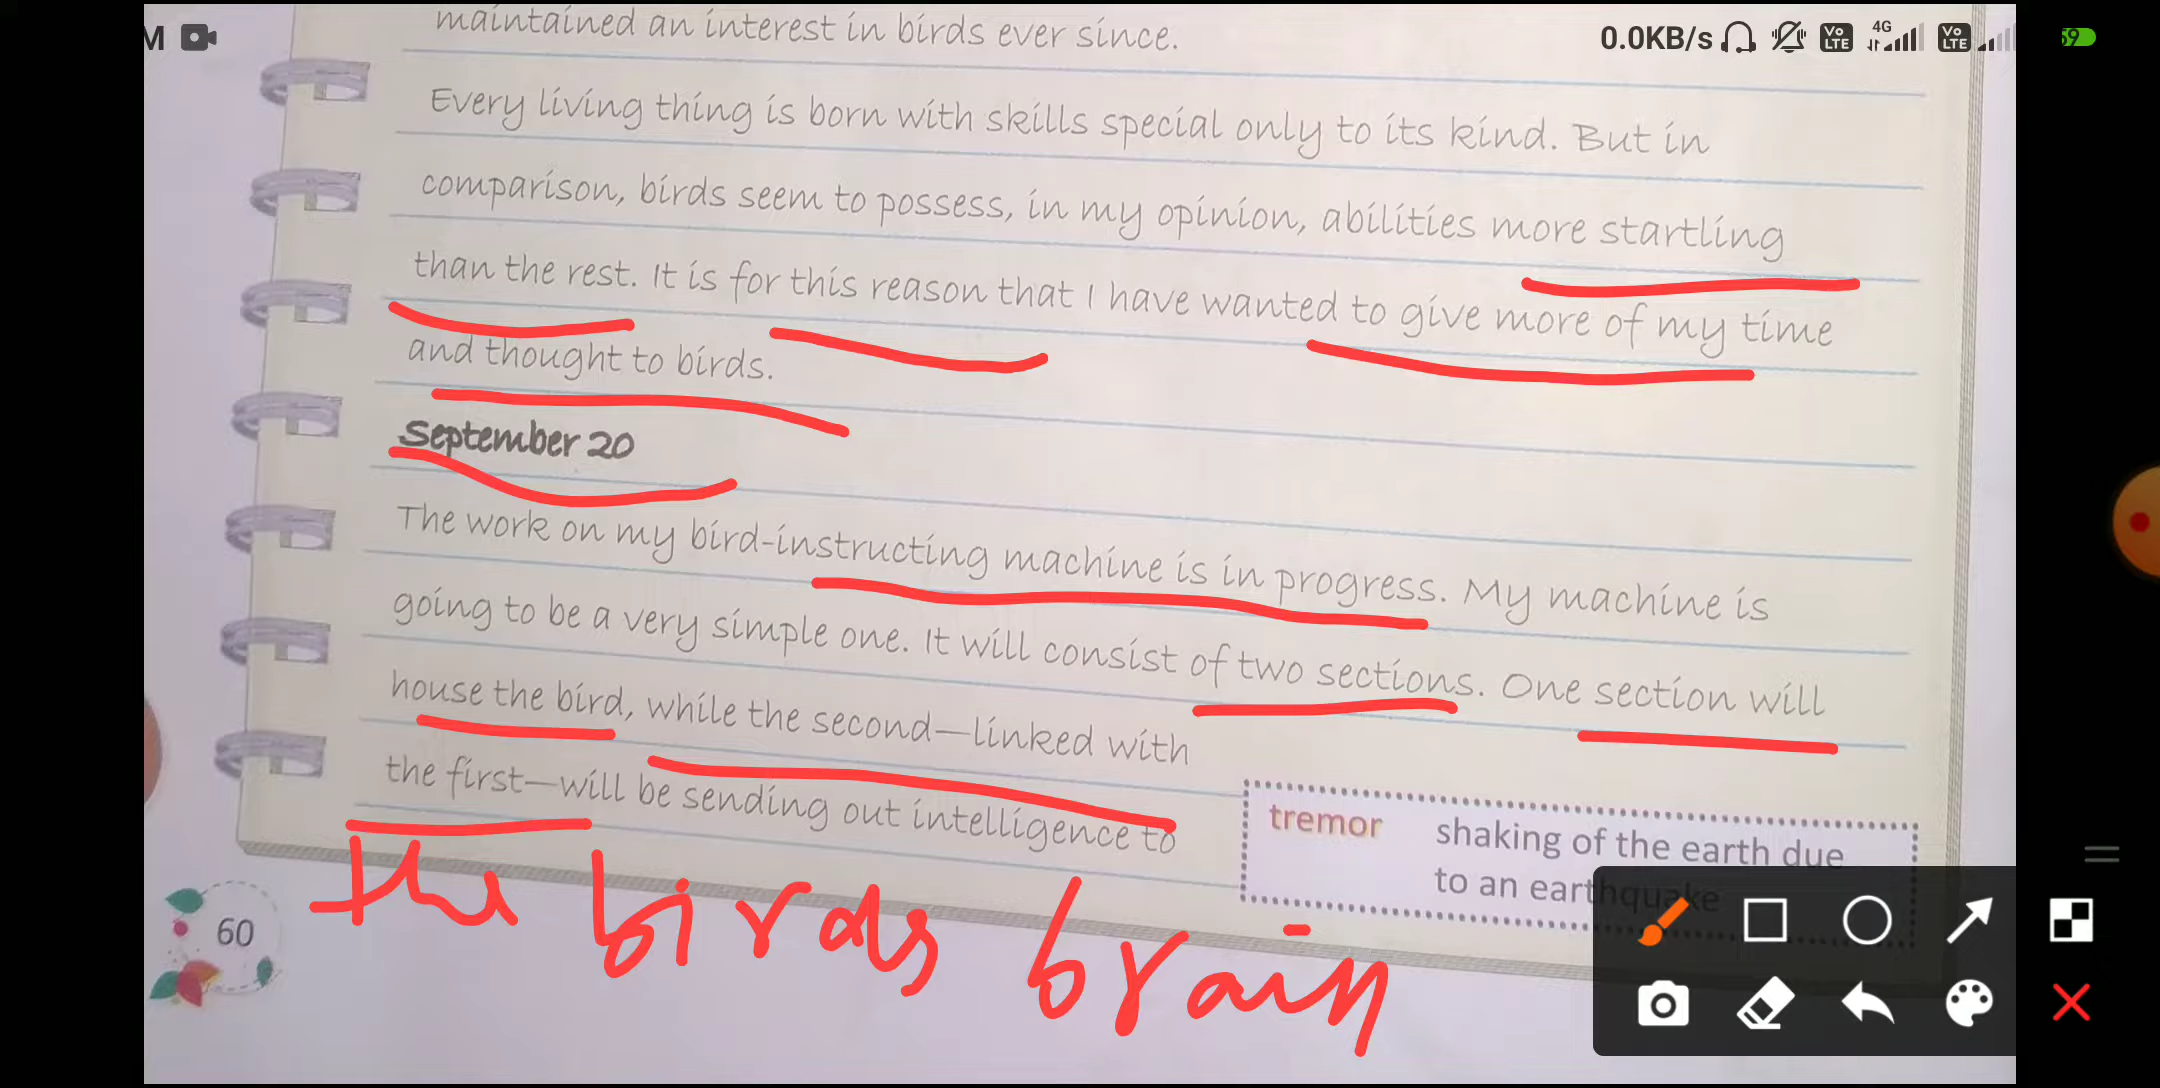 maintained an interest in birds ever since.
M 0.0KB/s Vo LTE 4G Vo LTE 59
Every living thing is born with skills special only to its kind. But in
comparison, birds seem to possess, in my opinion, abilities more startling
than the rest. It is for this reason that I have wanted to give more of my time
and thought to birds.
September 20
The work on my bird-instructing machine is in progress. My machine is
going to be a very simple one. It will consist of two sections. One section will
house the bird, while the second—linked with
the first—will be sending out intelligence to
tremor shaking of the earth due
to an earthquake
the birds brain
60